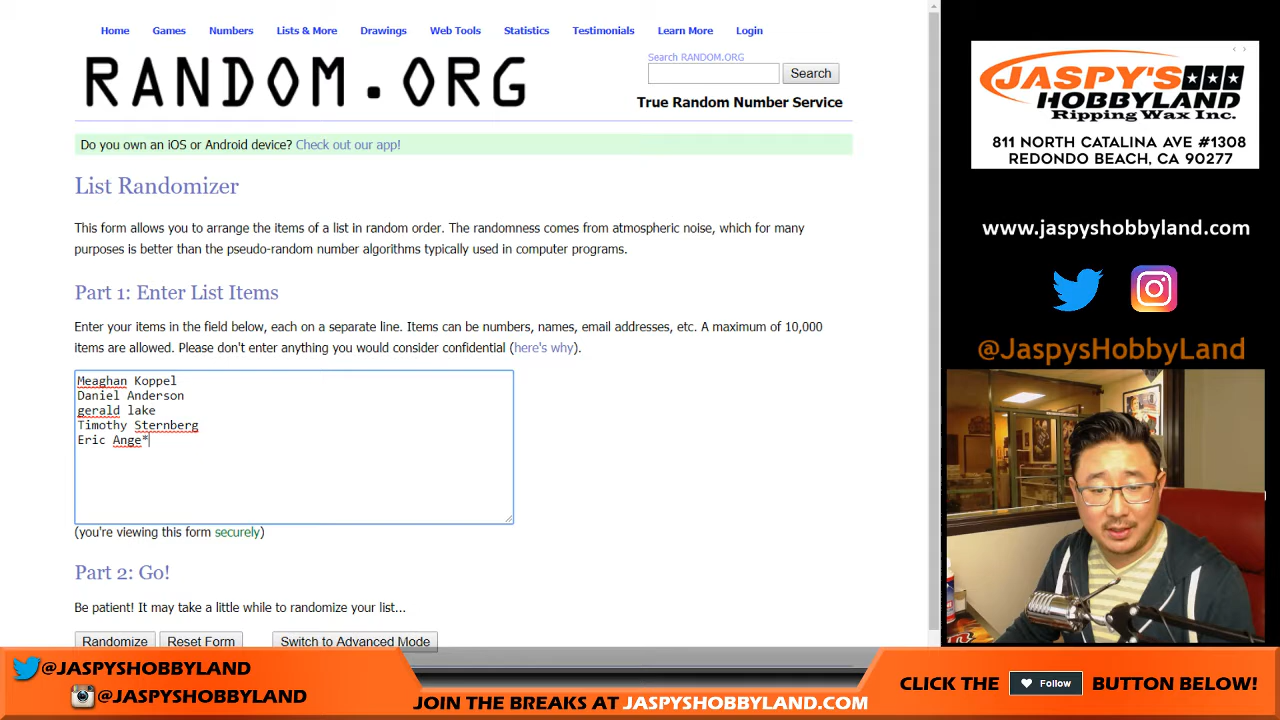 Home Games Numbers Lists & More Drawings Web Tools Statistics Testimonials Learn More Login
RANDOM.ORG
Search RANDOM.ORG
Search
True Random Number Service
Do you own an iOS or Android device? Check out our app!
List Randomizer
This form allows you to arrange the items of a list in random order. The randomness comes from atmospheric noise, which for many
purposes is better than the pseudo-random number algorithms typically used in computer programs.
Part 1: Enter List Items
Enter your items in the field below, each on a separate line. Items can be numbers, names, email addresses, etc. A maximum of 10,000
items are allowed. Please don't enter anything you would consider confidential (here's why).
Meaghan Koppel
Daniel Anderson
gerald lake
Timothy Sternberg
Eric Ange*
(you're viewing this form securely)
Part 2: Go!
Be patient! It may take a little while to randomize your list...
Randomize Reset Form Switch to Advanced Mode
JASPY'S
HOBBYLAND
Ripping Wax Inc.
811 NORTH CATALINA AVE #1308
REDONDO BEACH, CA 90277
www.jaspyshobbyland.com
@JaspysHobbyLand
@JASPYSHOBBYLAND
@JASPYSHOBBYLAND
JOIN THE BREAKS AT JASPYSHOBBYLAND.COM
CLICK THE Follow BUTTON BELOW!